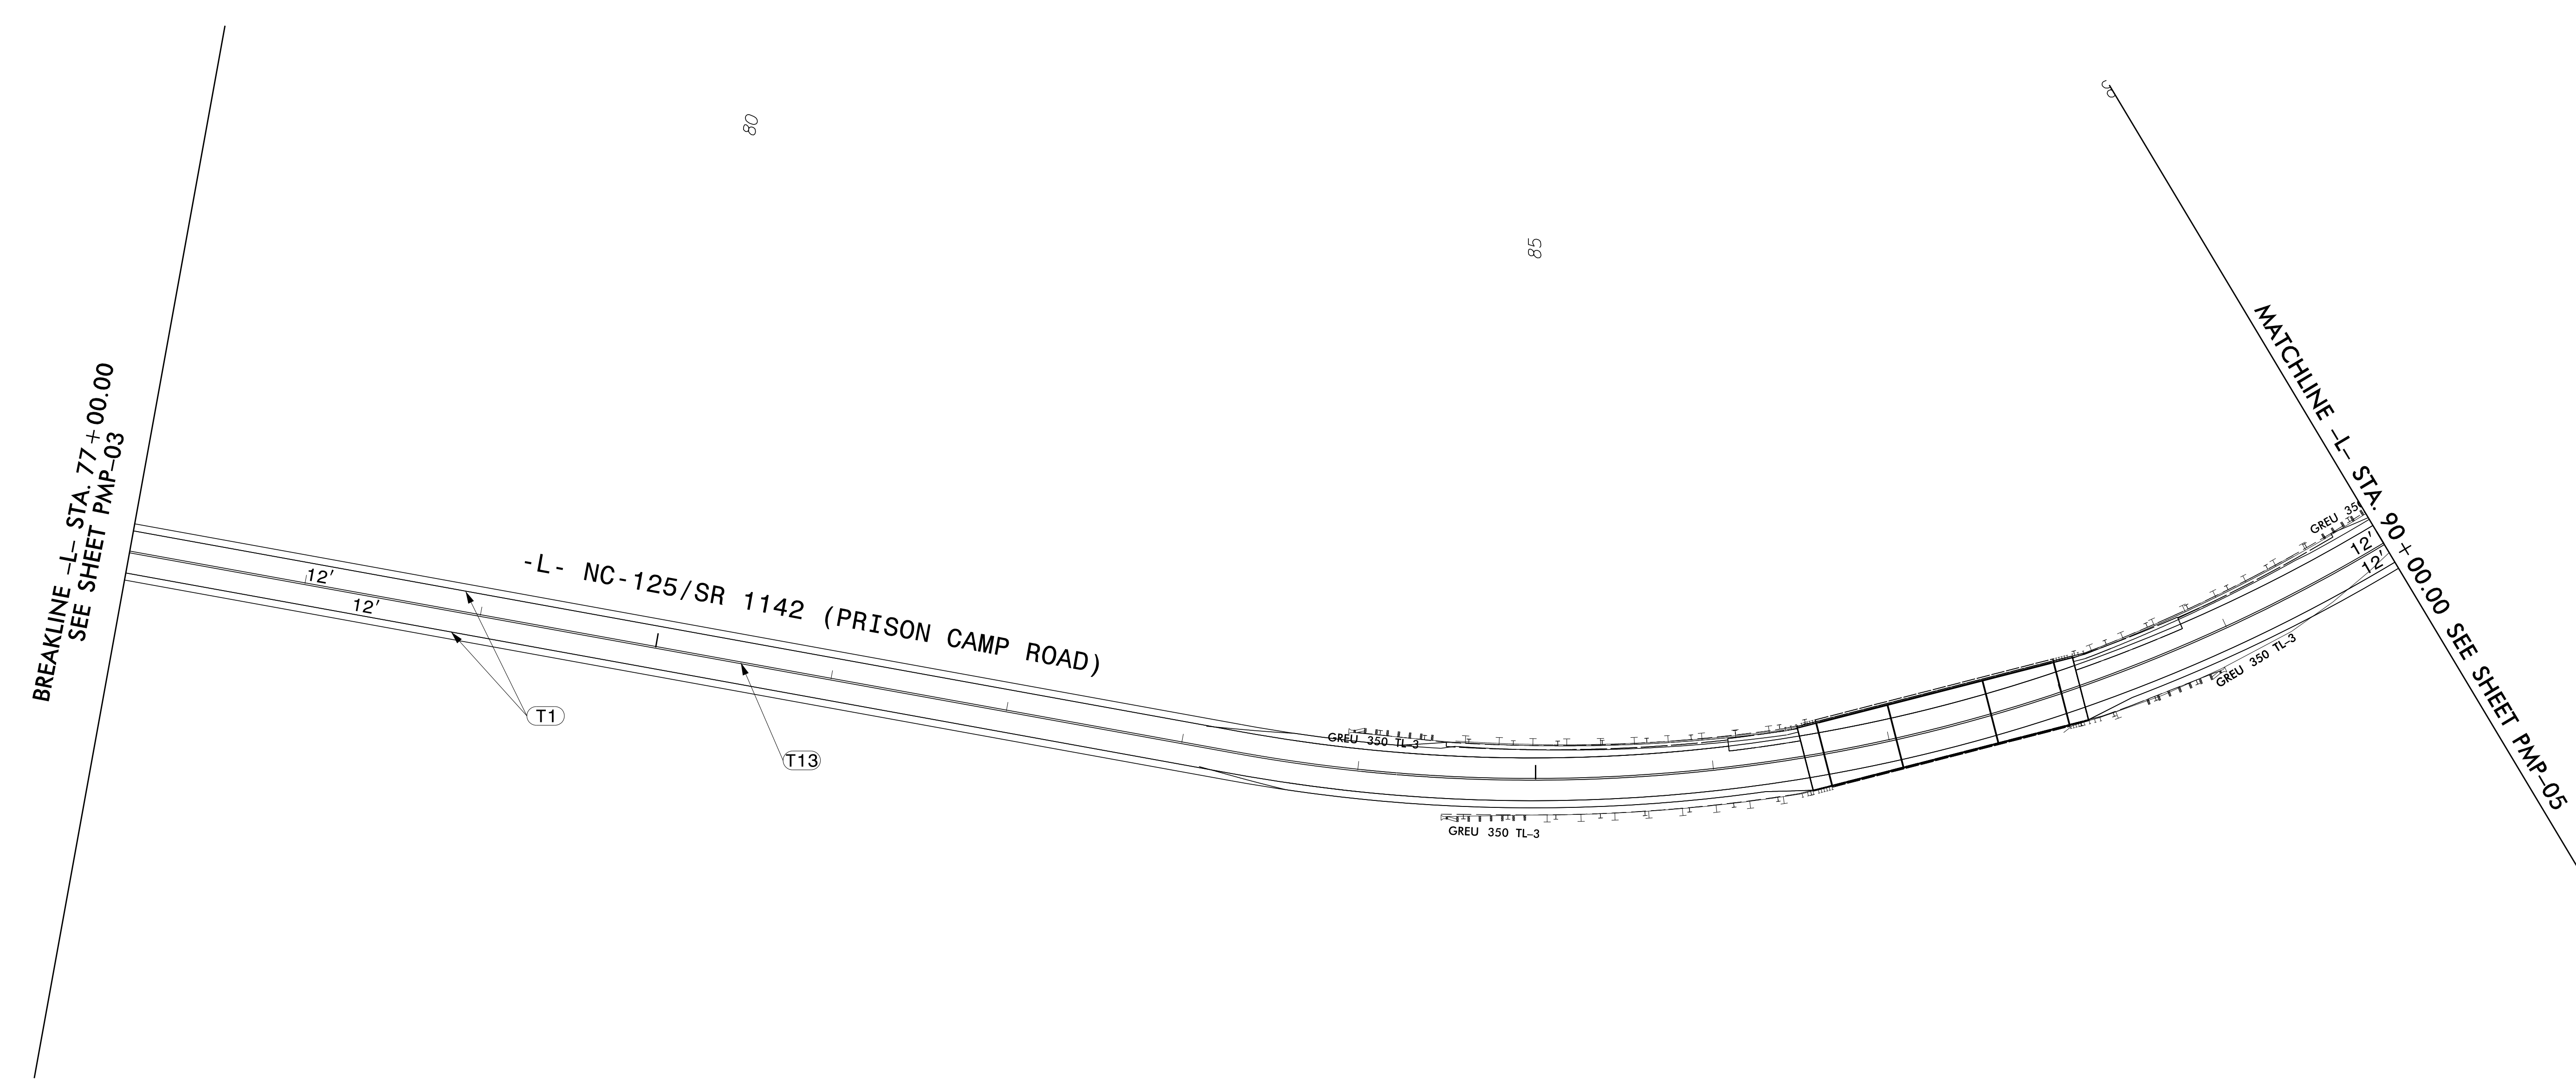 BREAKLINE -L- STA. 77+00.00
SEE SHEET PMP-03
80
85
MATCHLINE -L- STA. 90+00.00 SEE SHEET PMP-05
12'
12'
-L- NC-125/SR 1142 (PRISON CAMP ROAD)
T1
T13
GREU 350 TL-3
GREU 350 TL-3
GREU 350 TL-3
GREU
12'
12'